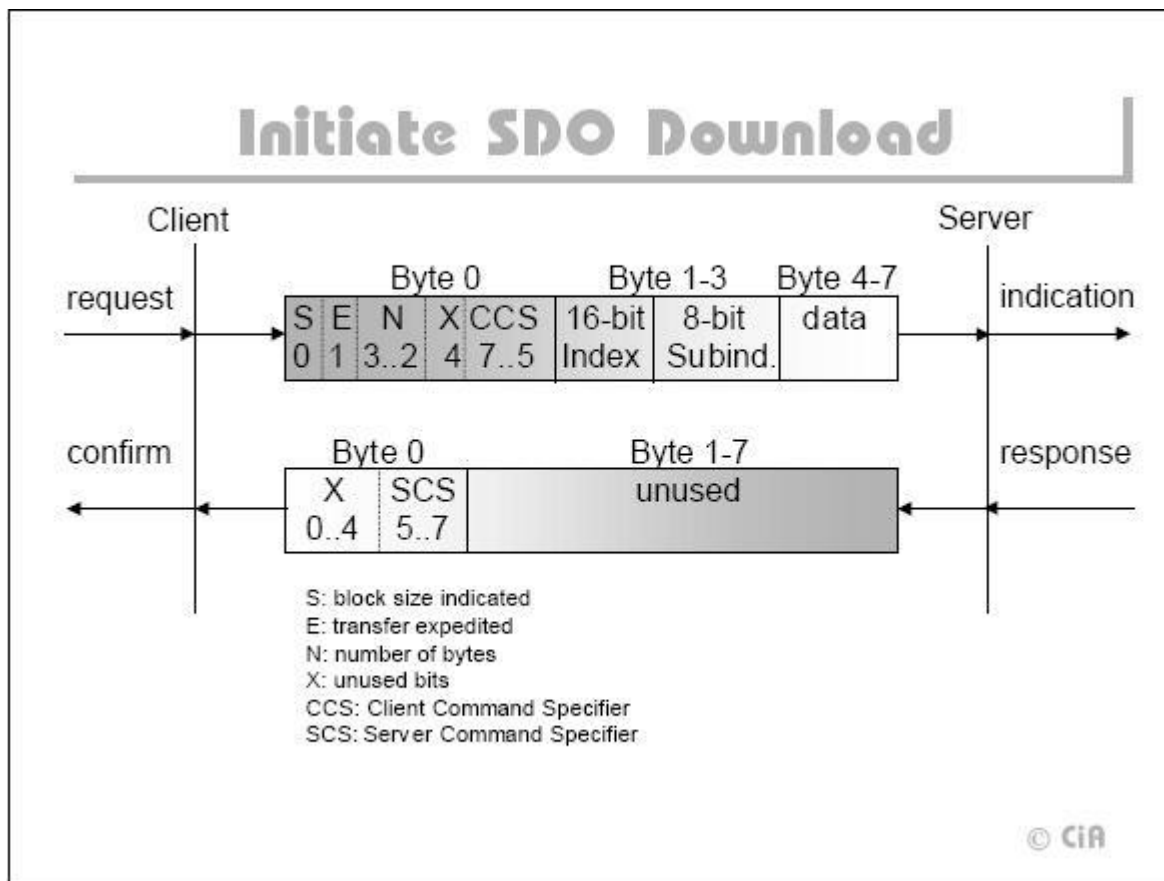 Initiate SDO Download
Client
Server
request
Byte 0
Byte 1-3
Byte 4-7
indication
S E N X CCS 16-bit 8-bit data
0 1 3..2 4 7..5 Index Subind.
confirm
Byte 0
Byte 1-7
response
X SCS unused
0..4 5..7
S: block size indicated
E: transfer expedited
N: number of bytes
X: unused bits
CCS: Client Command Specifier
SCS: Server Command Specifier
© CiA